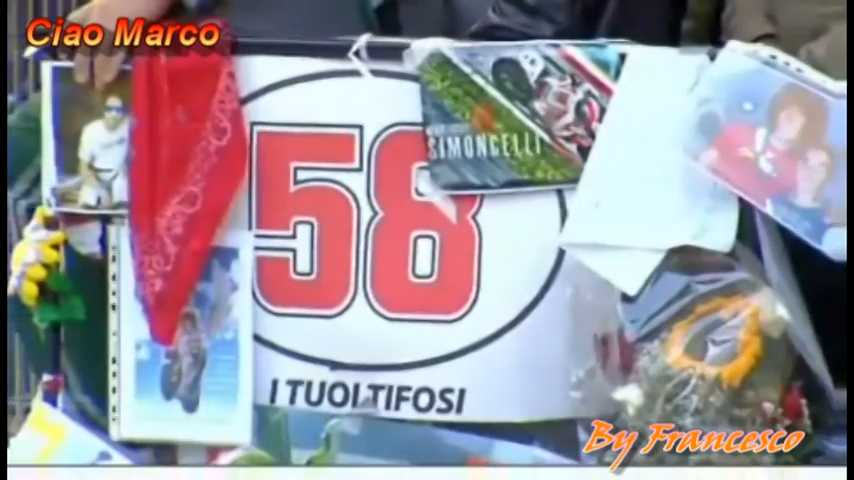 Ciao Marco
SIMONCELLI
58
I TUOI TIFOSI
By Francesco